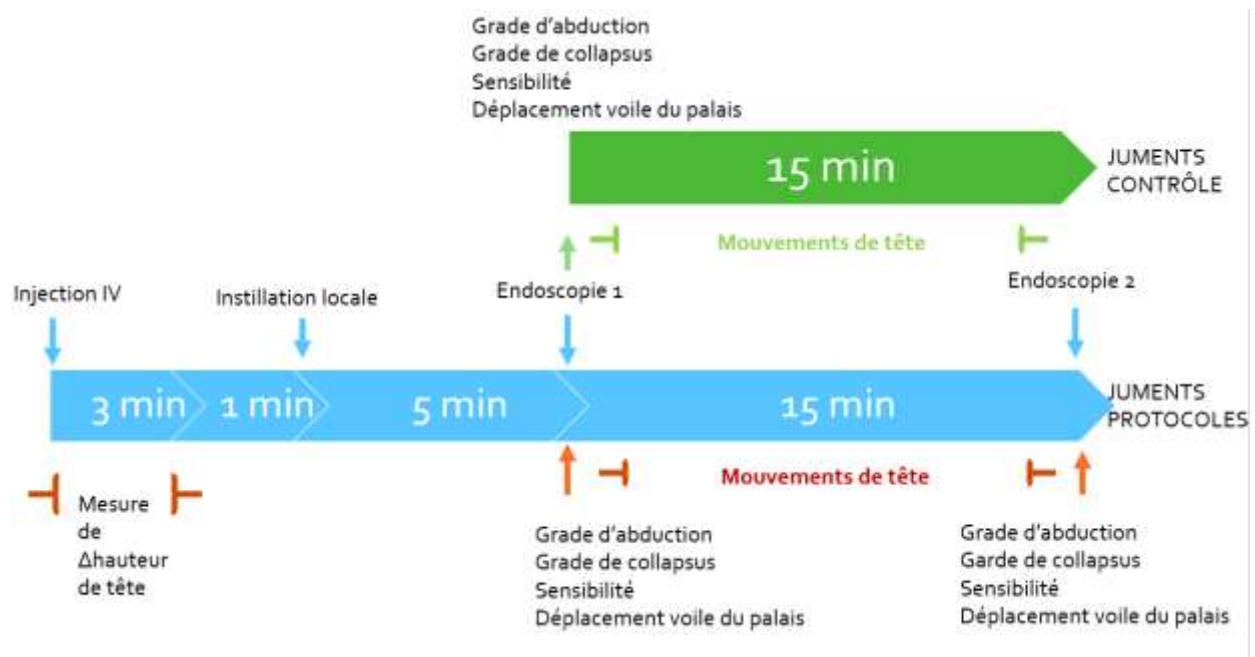 Grade d'abduction
Grade de collapsus
Sensibilité
Déplacement voile du palais
15 min
JUMENTS
CONTRÔLE
Mouvements de tête
Injection IV
Instillation locale
Endoscopie 1
Endoscopie 2
3 min
1 min
5 min
15 min
JUMENTS
PROTOCOLES
Mesure
de
Δhauteur
de tête
Mouvements de tête
Grade d'abduction
Grade de collapsus
Sensibilité
Déplacement voile du palais
Grade d'abduction
Garde de collapsus
Sensibilité
Déplacement voile du palais